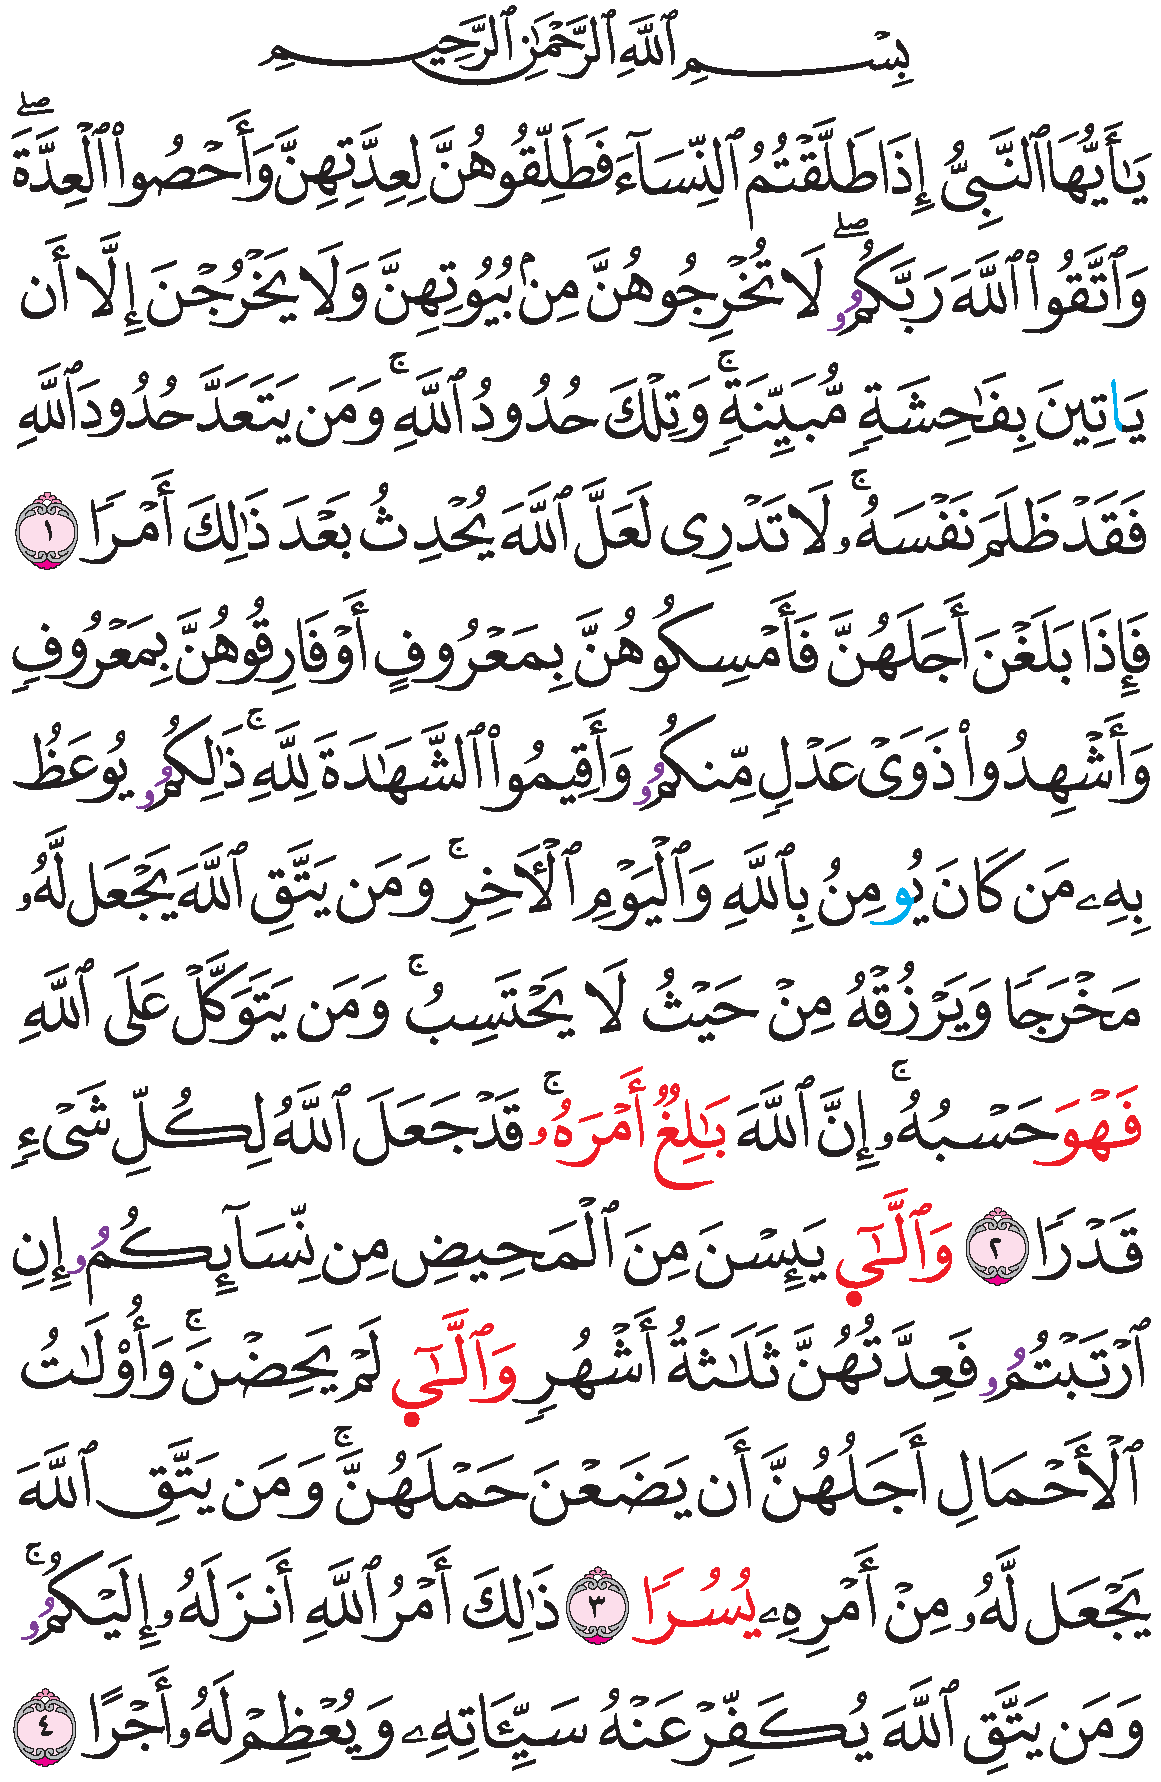 بِسْمِ ٱللَّهِ ٱلرَّحْمَٰنِ ٱلرَّحِيمِ
يَٰأَيُّهَا ٱلنَّبِيُّ إِذَا طَلَّقْتُمُ ٱلنِّسَآءَ فَطَلِّقُوهُنَّ لِعِدَّتِهِنَّ وَأَحْصُوا۟ ٱلْعِدَّةَۖ
وَٱتَّقُوا۟ ٱللَّهَ رَبَّكُمُۥۖ لَا تُخْرِجُوهُنَّ مِنۢ بُيُوتِهِنَّ وَلَا يَخْرُجْنَ إِلَّا أَن
يَاتِينَ بِفَٰحِشَةٍ مُّبَيِّنَةٍۚ وَتِلْكَ حُدُودُ ٱللَّهِۚ وَمَن يَتَعَدَّ حُدُودَ ٱللَّهِ
فَقَدْ ظَلَمَ نَفْسَهُۥۚ لَا تَدْرِى لَعَلَّ ٱللَّهَ يُحْدِثُ بَعْدَ ذَٰلِكَ أَمْرًا ١
فَإِذَا بَلَغْنَ أَجَلَهُنَّ فَأَمْسِكُوهُنَّ بِمَعْرُوفٍ أَوْ فَارِقُوهُنَّ بِمَعْرُوفٍ
وَأَشْهِدُوا۟ ذَوَىْ عَدْلٍ مِّنكُمُۥ وَأَقِيمُوا۟ ٱلشَّهَٰدَةَ لِلَّهِۚ ذَٰلِكُمُۥ يُوعَظُ
بِهِۦ مَن كَانَ يُومِنُ بِٱللَّهِ وَٱلْيَوْمِ ٱلْأَخِرِۚ وَمَن يَتَّقِ ٱللَّهَ يَجْعَل لَّهُۥ
مَخْرَجًا وَيَرْزُقْهُ مِنْ حَيْثُ لَا يَحْتَسِبُۚ وَمَن يَتَوَكَّلْ عَلَى ٱللَّهِ
فَهْوَ حَسْبُهُۥۚ إِنَّ ٱللَّهَ بَٰلِغٌ أَمْرَهُۥۚ قَدْ جَعَلَ ٱللَّهُ لِكُلِّ شَىْءٍ
قَدْرًا ٢ وَٱلَّٰٓي يَئِسْنَ مِنَ ٱلْمَحِيضِ مِن نِّسَآئِكُمُۥ إِنِ
ٱرْتَبْتُمُۥ فَعِدَّتُهُنَّ ثَلَٰثَةُ أَشْهُرٍ وَٱلَّٰٓي لَمْ يَحِضْنَۚ وَأُو۟لَٰتُ
ٱلْأَحْمَالِ أَجَلُهُنَّ أَن يَضَعْنَ حَمْلَهُنَّۚ وَمَن يَتَّقِ ٱللَّهَ
يَجْعَل لَّهُۥ مِنْ أَمْرِهِۦ يُسُرًا ٣ ذَٰلِكَ أَمْرُ ٱللَّهِ أَنزَلَهُۥ إِلَيْكُمُۥۚ
وَمَن يَتَّقِ ٱللَّهَ يُكَفِّرْ عَنْهُ سَيِّـَٔاتِهِۦ وَيُعْظِمْ لَهُۥ أَجْرًا ٤